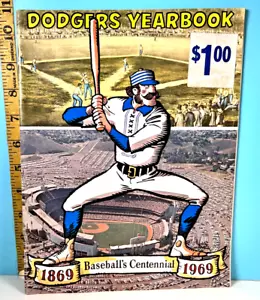 DODGERS YEARBOOK
$1.00
1869 Baseball's Centennial 1969